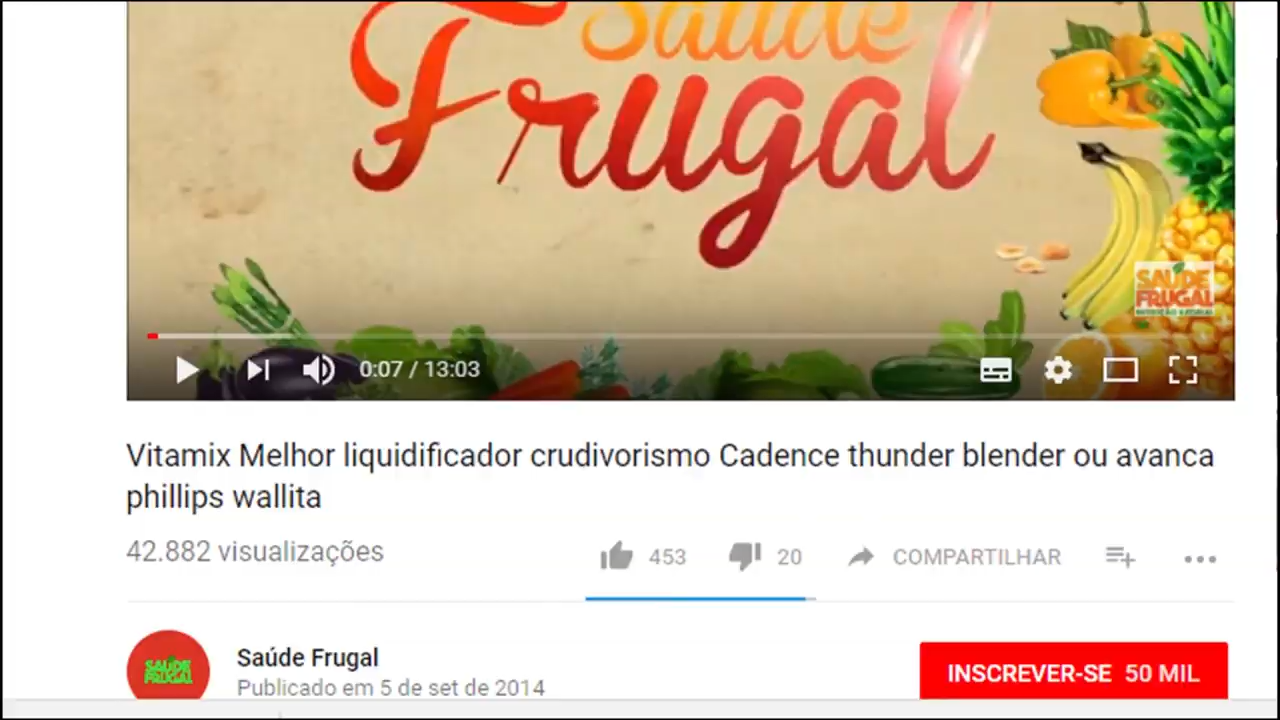 Saúde
Frugal
SAÚDE
FRUGAL
0:07 / 13:03
Vitamix Melhor liquidificador crudivorismo Cadence thunder blender ou avanca
phillips wallita
42.882 visualizações
453
20
COMPARTILHAR
SAÚDE
FRUGAL
Saúde Frugal
Publicado em 5 de set de 2014
INSCREVER-SE 50 MIL